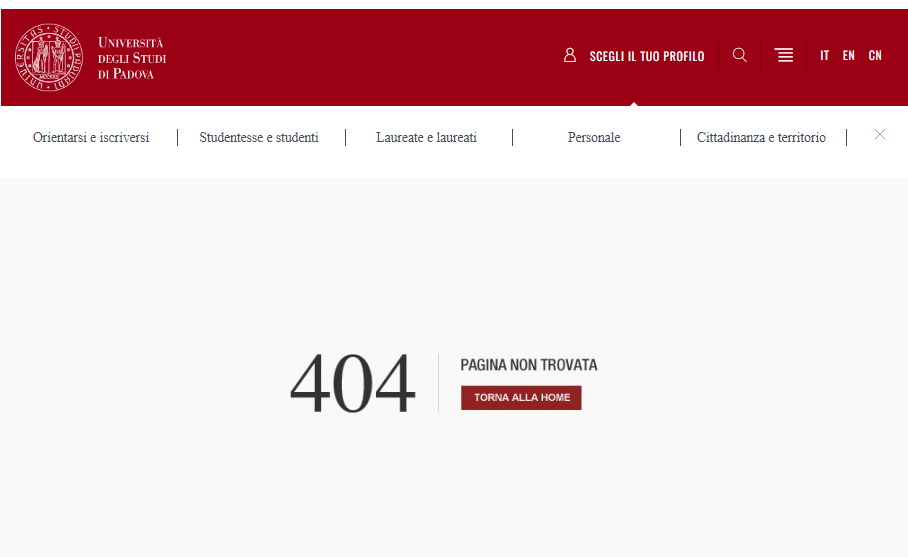 UNIVERSITÀ
DEGLI STUDI
DI PADOVA
SCEGLI IL TUO PROFILO
IT EN CN
Orientarsi e iscriversi
Studentesse e studenti
Laureate e laureati
Personale
Cittadinanza e territorio
404
PAGINA NON TROVATA
TORNA ALLA HOME